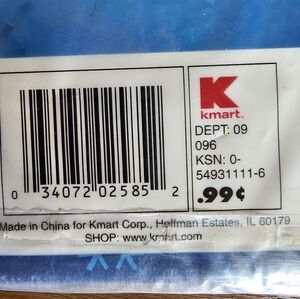 K
kmart.
DEPT: 09
096
KSN: 0-
54931111-6
.99¢
0 34072 02585 2
Made in China for Kmart Corp., Hoffman Estates, IL 60179
SHOP: www.kmart.com